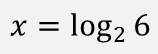 x = log₂ 6